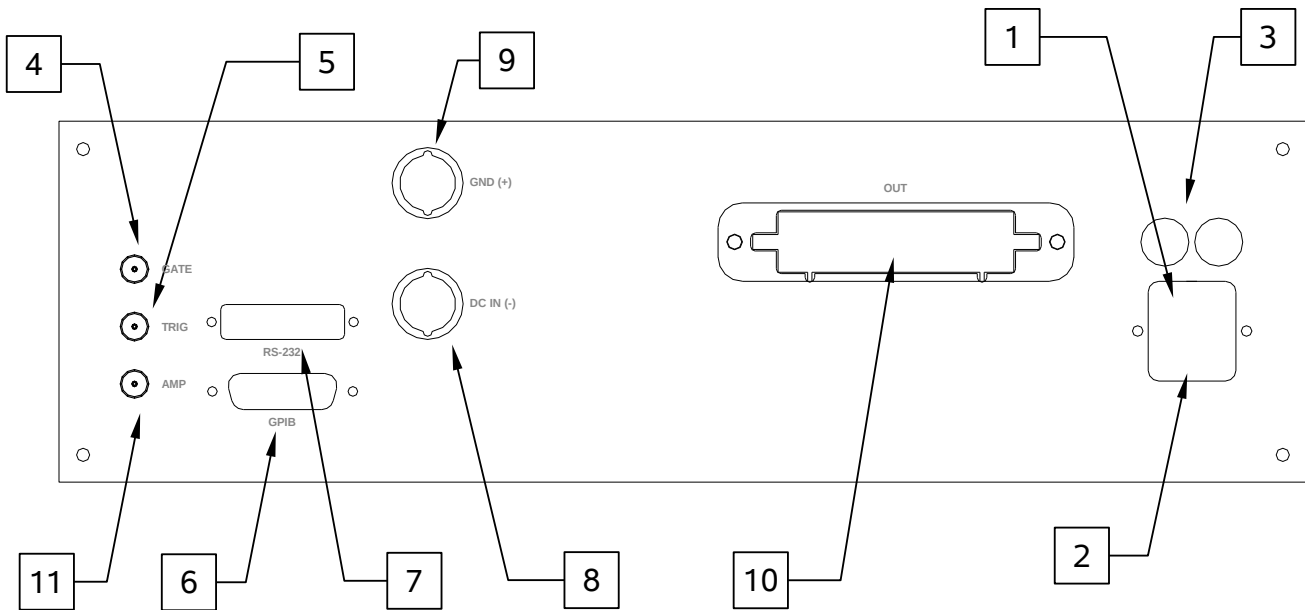 1
3
4
5
9
GND (+)
OUT
GATE
DC IN (-)
TRIG
RS-232
AMP
GPIB
2
11
6
7
8
10